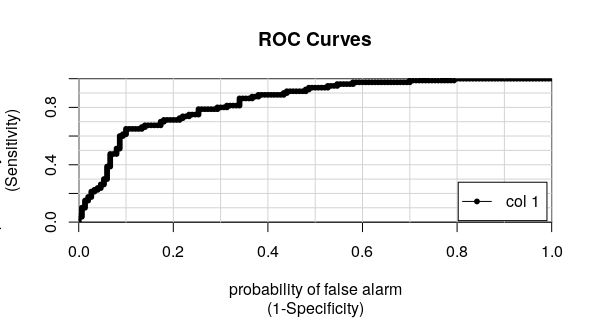 ROC Curves
(Sensitivity)
0.8
0.4
0.0
col 1
0.0 0.2 0.4 0.6 0.8 1.0
probability of false alarm
(1-Specificity)